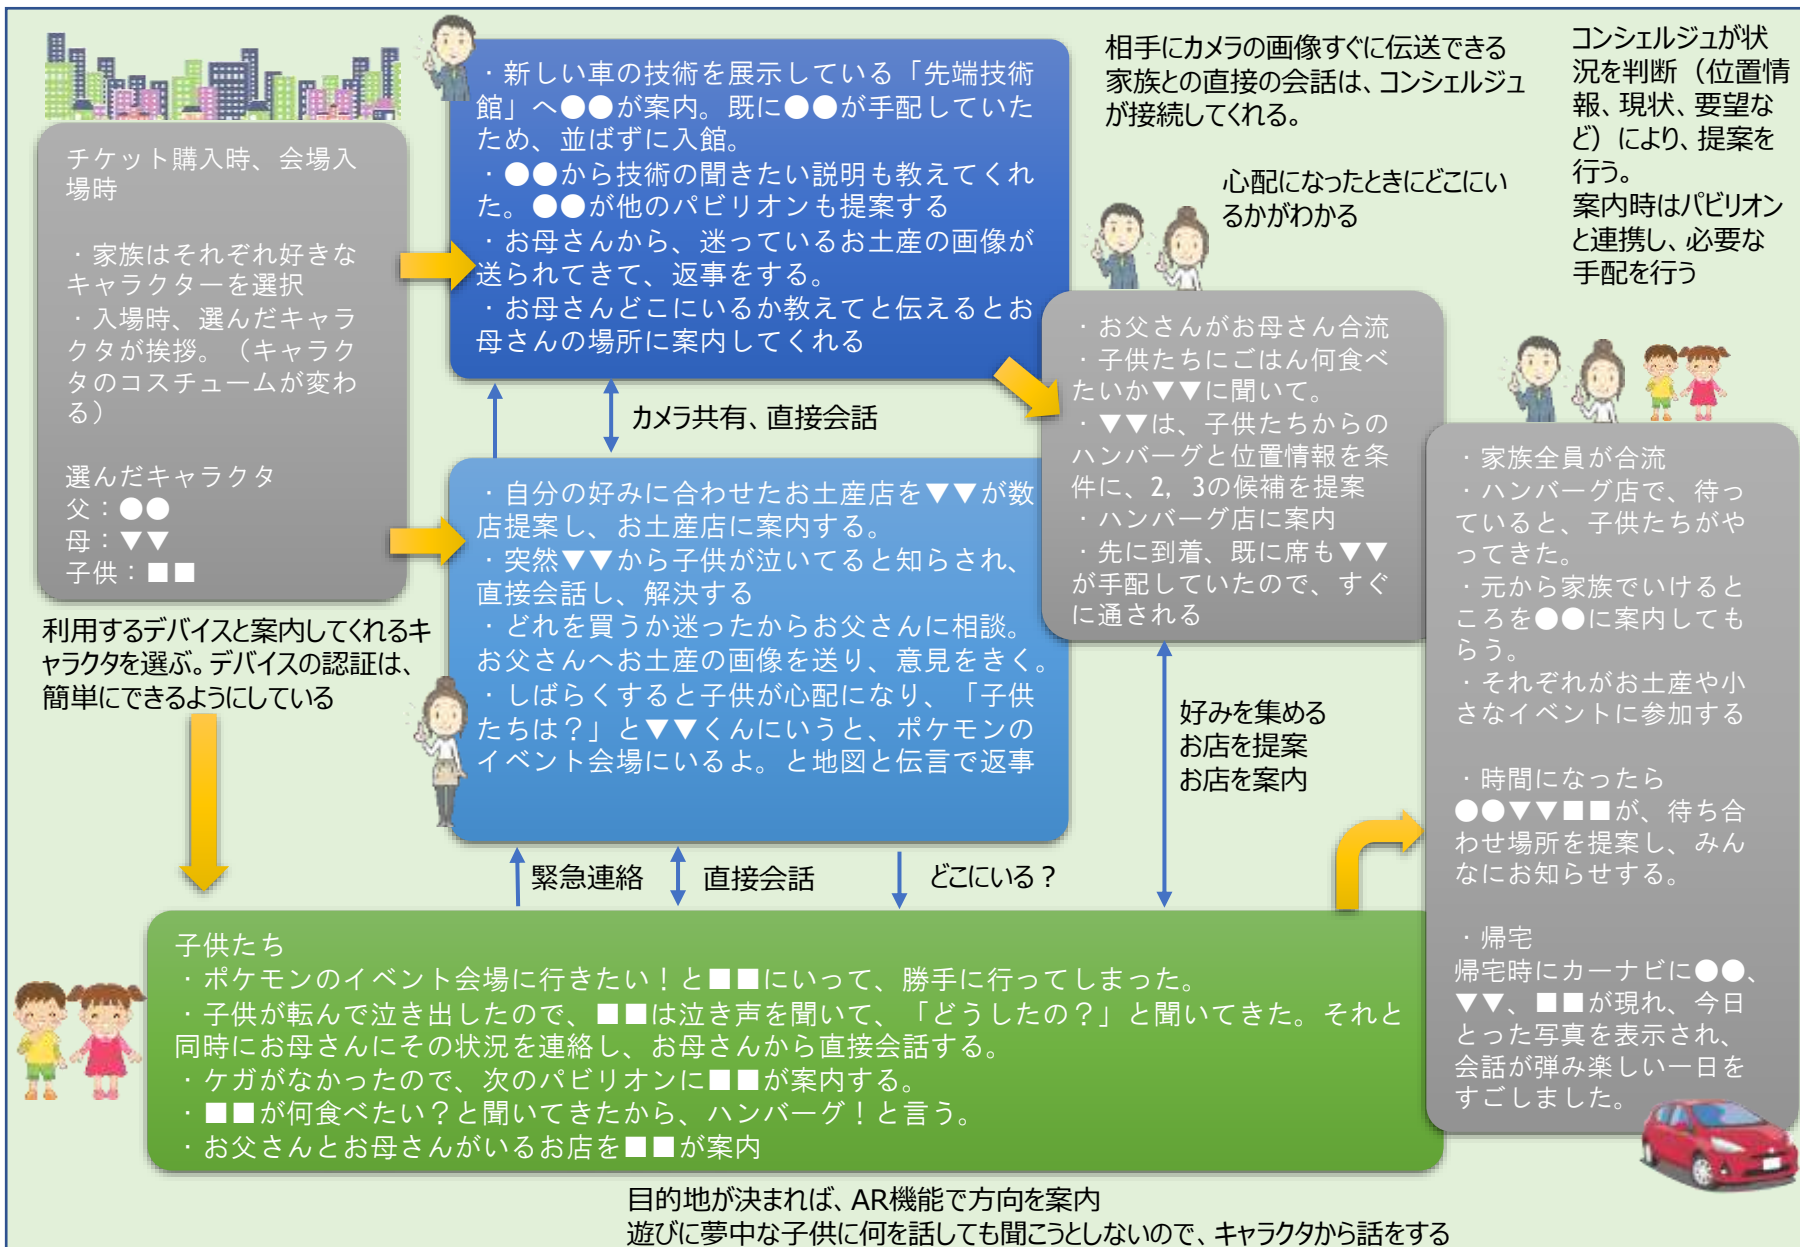 チケット購入時、会場入
場時
・家族はそれぞれ好きな
キャラクターを選択
・入場時、選んだキャラ
クタが挨拶。（キャラク
タのコスチュームが変わ
る）
選んだキャラクタ
父：●●
母：▼▼
子供：■■
利用するデバイスと案内してくれるキ
ャラクタを選ぶ。デバイスの認証は、
簡単にできるようにしている
・新しい車の技術を展示している「先端技術
館」へ●●が案内。既に●●が手配していた
ため、並ばずに入館。
・●●から技術の聞きたい説明も教えてくれ
た。●●が他のパビリオンも提案する
・お母さんから、迷っているお土産の画像が
送られてきて、返事をする。
・お母さんどこにいるか教えてと伝えるとお
母さんの場所に案内してくれる
カメラ共有、直接会話
・自分の好みに合わせたお土産店を▼▼が数
店提案し、お土産店に案内する。
・突然▼▼から子供が泣いてると知らされ、
直接会話し、解決する
・どれを買うか迷ったからお父さんに相談。
お父さんへお土産の画像を送り、意見をきく。
・しばらくすると子供が心配になり、「子供
たちは？」と▼▼くんにいうと、ポケモンの
イベント会場にいるよ。と地図と伝言で返事
緊急連絡
直接会話
どこにいる？
相手にカメラの画像すぐに伝送できる
家族との直接の会話は、コンシェルジュ
が接続してくれる。
心配になったときにどこにい
るかがわかる
・お父さんがお母さん合流
・子供たちにごはん何食べ
たいか▼▼に聞いて。
・▼▼は、子供たちからの
ハンバーグと位置情報を条
件に、2，3の候補を提案
・ハンバーグ店に案内
・先に到着、既に席も▼▼
が手配していたので、すぐ
に通される
好みを集める
お店を提案
お店を案内
コンシェルジュが状
況を判断（位置情
報、現状、要望な
ど）により、提案を
行う。
案内時はパビリオン
と連携し、必要な
手配を行う
・家族全員が合流
・ハンバーグ店で、待っ
ていると、子供たちがや
ってきた。
・元から家族でいけると
ころを●●に案内しても
らう。
・それぞれがお土産や小
さなイベントに参加する
・時間になったら
●●▼▼■■が、待ち合
わせ場所を提案し、みん
なにお知らせする。
・帰宅
帰宅時にカーナビに●●、
▼▼、■■が現れ、今日
とった写真を表示され、
会話が弾み楽しい一日を
すごしました。
子供たち
・ポケモンのイベント会場に行きたい！と■■にいって、勝手に行ってしまった。
・子供が転んで泣き出したので、■■は泣き声を聞いて、「どうしたの？」と聞いてきた。それと
同時にお母さんにその状況を連絡し、お母さんから直接会話する。
・ケガがなかったので、次のパビリオンに■■が案内する。
・■■が何食べたい？と聞いてきたから、ハンバーグ！と言う。
・お父さんとお母さんがいるお店を■■が案内
目的地が決まれば、AR機能で方向を案内
遊びに夢中な子供に何を話しても聞こうとしないので、キャラクタから話をする